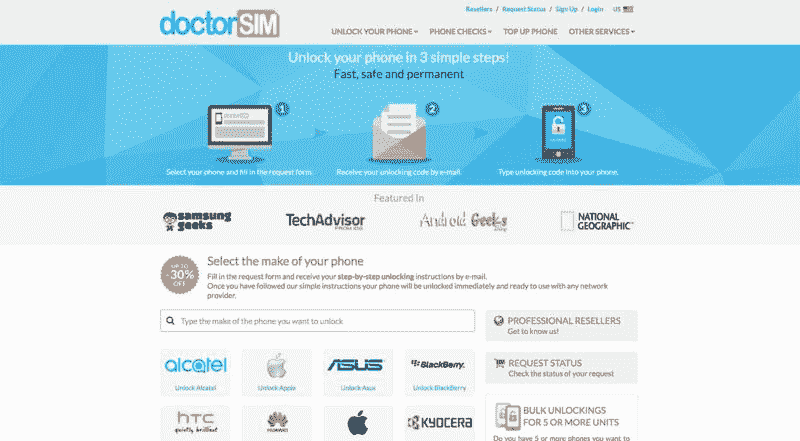 doctorSIM
Resellers / Request Status / Sign Up / Login US
UNLOCK YOUR PHONE PHONE CHECKS TOP UP PHONE OTHER SERVICES
Unlock your phone in 3 simple steps!
Fast, safe and permanent
1
2
3
Select your phone and fill in the request form.
Receive your unlocking code by e-mail.
Type unlocking code into your phone.
Featured In
samsung
geeks
TechAdvisor
FROM IDG
Android Geeks
NATIONAL
GEOGRAPHIC
UP TO
-30%
OFF
Select the make of your phone
Fill in the request form and receive your step-by-step unlocking instructions by e-mail.
Once you have followed our simple instructions your phone will be unlocked immediately and ready to use with any network
provider.
Type the make of the phone you want to unlock
PROFESSIONAL RESELLERS
Get to know us!
REQUEST STATUS
Check the status of your request
alcatel
Unlock Alcatel
Unlock Apple
ASUS
Unlock Asus
BlackBerry.
Unlock BlackBerry
hTC
quietly brilliant
HUAWEI
KYOCERA
BULK UNLOCKINGS
FOR 5 OR MORE UNITS
Do you have 5 or more phones you want to